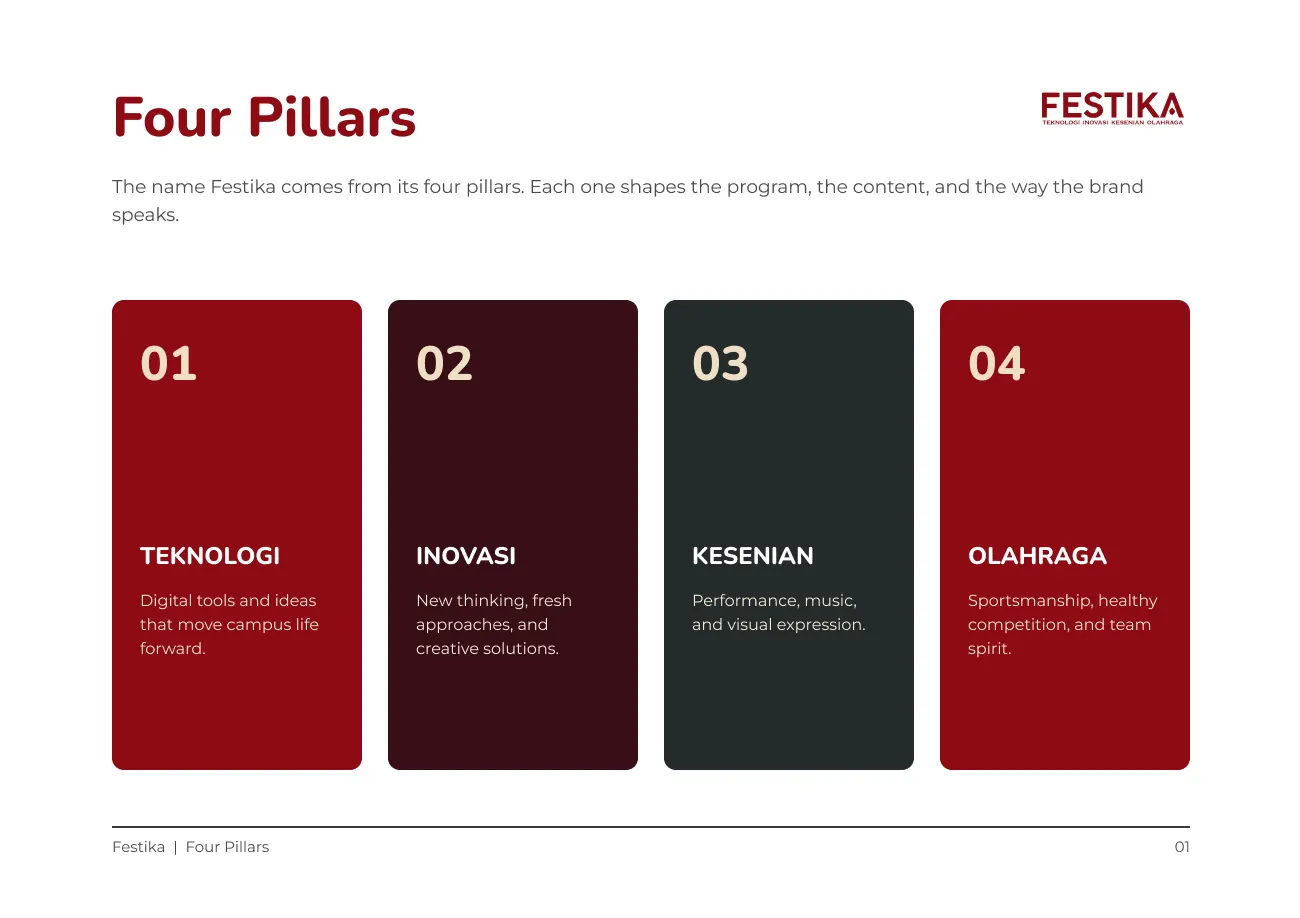 Four Pillars
FESTIKA
TEKNOLOGI INOVASI KESENIAN OLAHRAGA
The name Festika comes from its four pillars. Each one shapes the program, the content, and the way the brand
speaks.
01
TEKNOLOGI
Digital tools and ideas
that move campus life
forward.
02
INOVASI
New thinking, fresh
approaches, and
creative solutions.
03
KESENIAN
Performance, music,
and visual expression.
04
OLAHRAGA
Sportsmanship, healthy
competition, and team
spirit.
Festika | Four Pillars
01